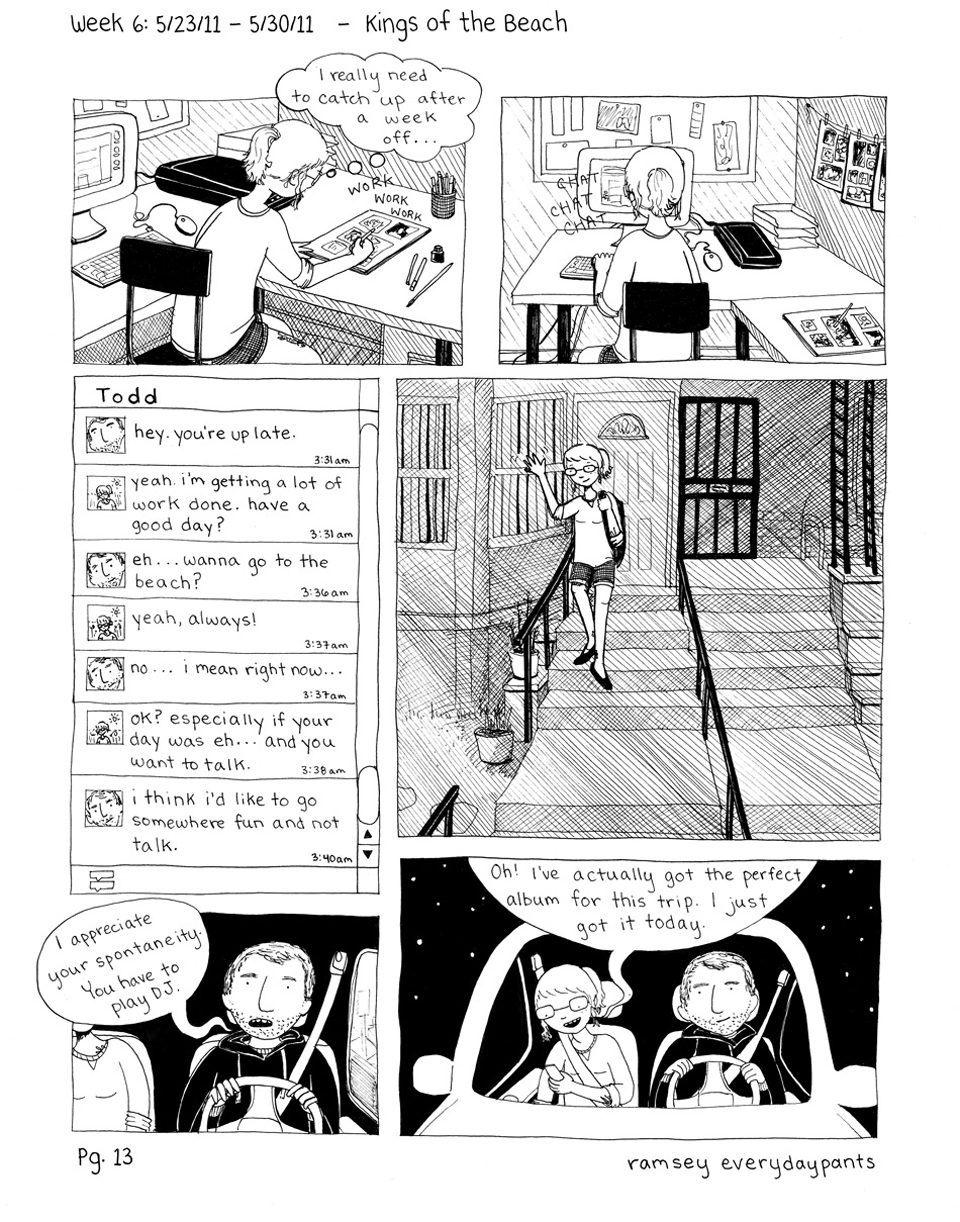 Week 6: 5/23/11 – 5/30/11 – Kings of the Beach
I really need
to catch up after
a week
off...
WORK
WORK
WORK
CHAT
CHAT
CHAT
Todd
hey. you're up late.
3:31am
yeah. i'm getting a lot of
work done. have a
good day?
3:31am
eh... wanna go to the
beach?
3:36am
yeah, always!
3:37am
no... i mean right now...
3:37am
ok? especially if your
day was eh... and you
want to talk.
3:38am
i think i'd like to go
somewhere fun and not
talk.
3:40am
I appreciate
your spontaneity.
You have to
play DJ.
Oh! I've actually got the perfect
album for this trip. I just
got it today.
Pg. 13
ramsey everydaypants